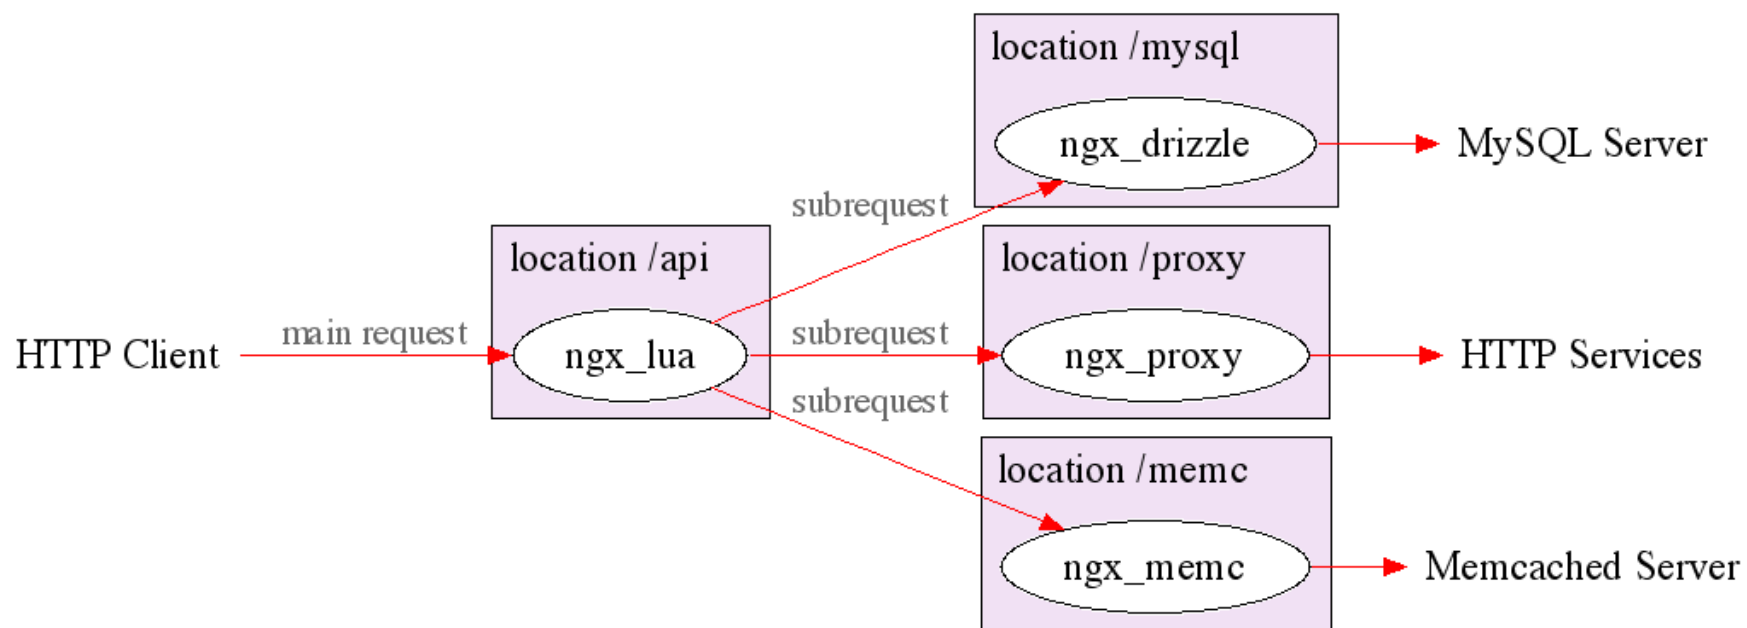 location /mysql
ngx_drizzle
MySQL Server
subrequest
location /api
location /proxy
HTTP Client
main request
ngx_lua
subrequest
ngx_proxy
HTTP Services
subrequest
location /memc
ngx_memc
Memcached Server